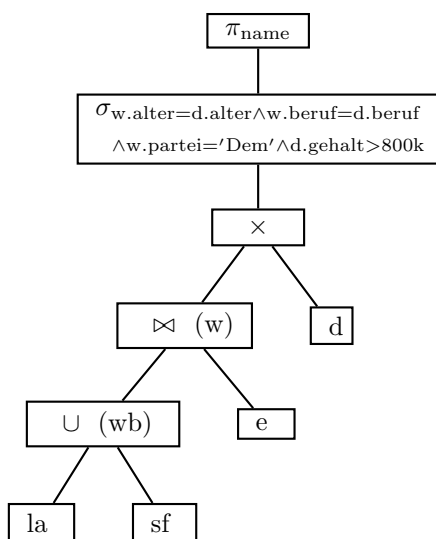 πname
σw.alter=d.alter∧w.beruf=d.beruf
∧w.partei='Dem'∧d.gehalt>800k
×
⋈ (w)
d
∪ (wb)
e
la
sf